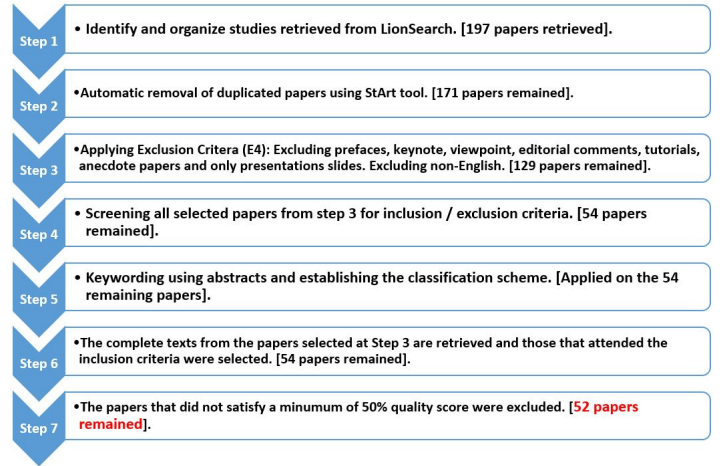 Step 1
• Identify and organize studies retrieved from LionSearch. [197 papers retrieved].
Step 2
•Automatic removal of duplicated papers using StArt tool. [171 papers remained].
Step 3
•Applying Exclusion Critera (E4): Excluding prefaces, keynote, viewpoint, editorial comments, tutorials,
anecdote papers and only presentations slides. Excluding non-English. [129 papers remained].
Step 4
• Screening all selected papers from step 3 for inclusion / exclusion criteria. [54 papers
remained].
Step 5
• Keywording using abstracts and establishing the classification scheme. [Applied on the 54
remaining papers].
Step 6
•The complete texts from the papers selected at Step 3 are retrieved and those that attended the
inclusion criteria were selected. [54 papers remained].
Step 7
•The papers that did not satisfy a minumum of 50% quality score were excluded. [52 papers
remained].